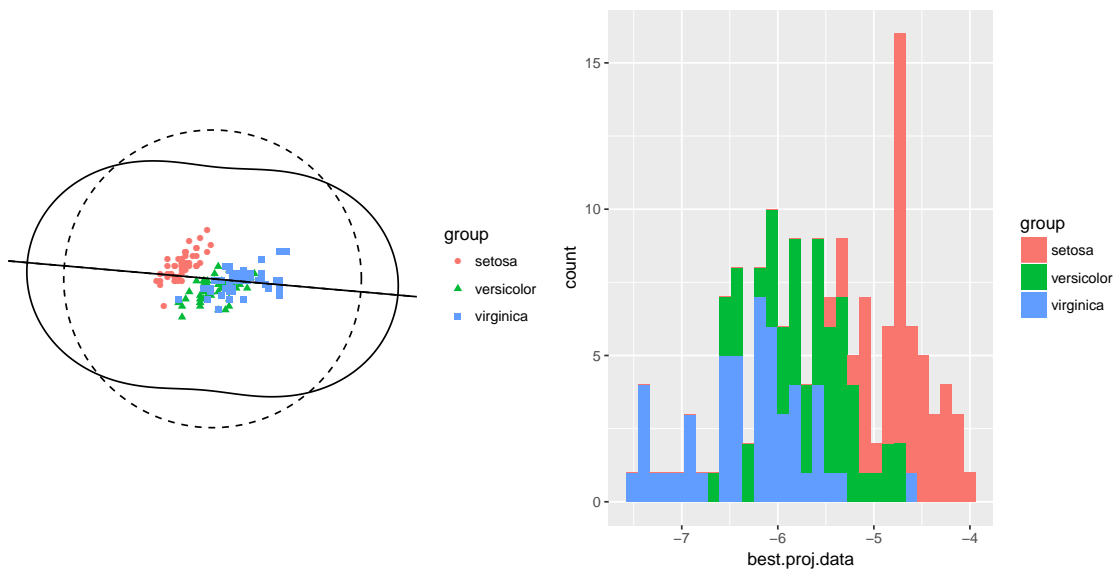 group
setosa
versicolor
virginica
15
10
5
0
count
−7
−6
−5
−4
best.proj.data
group
setosa
versicolor
virginica